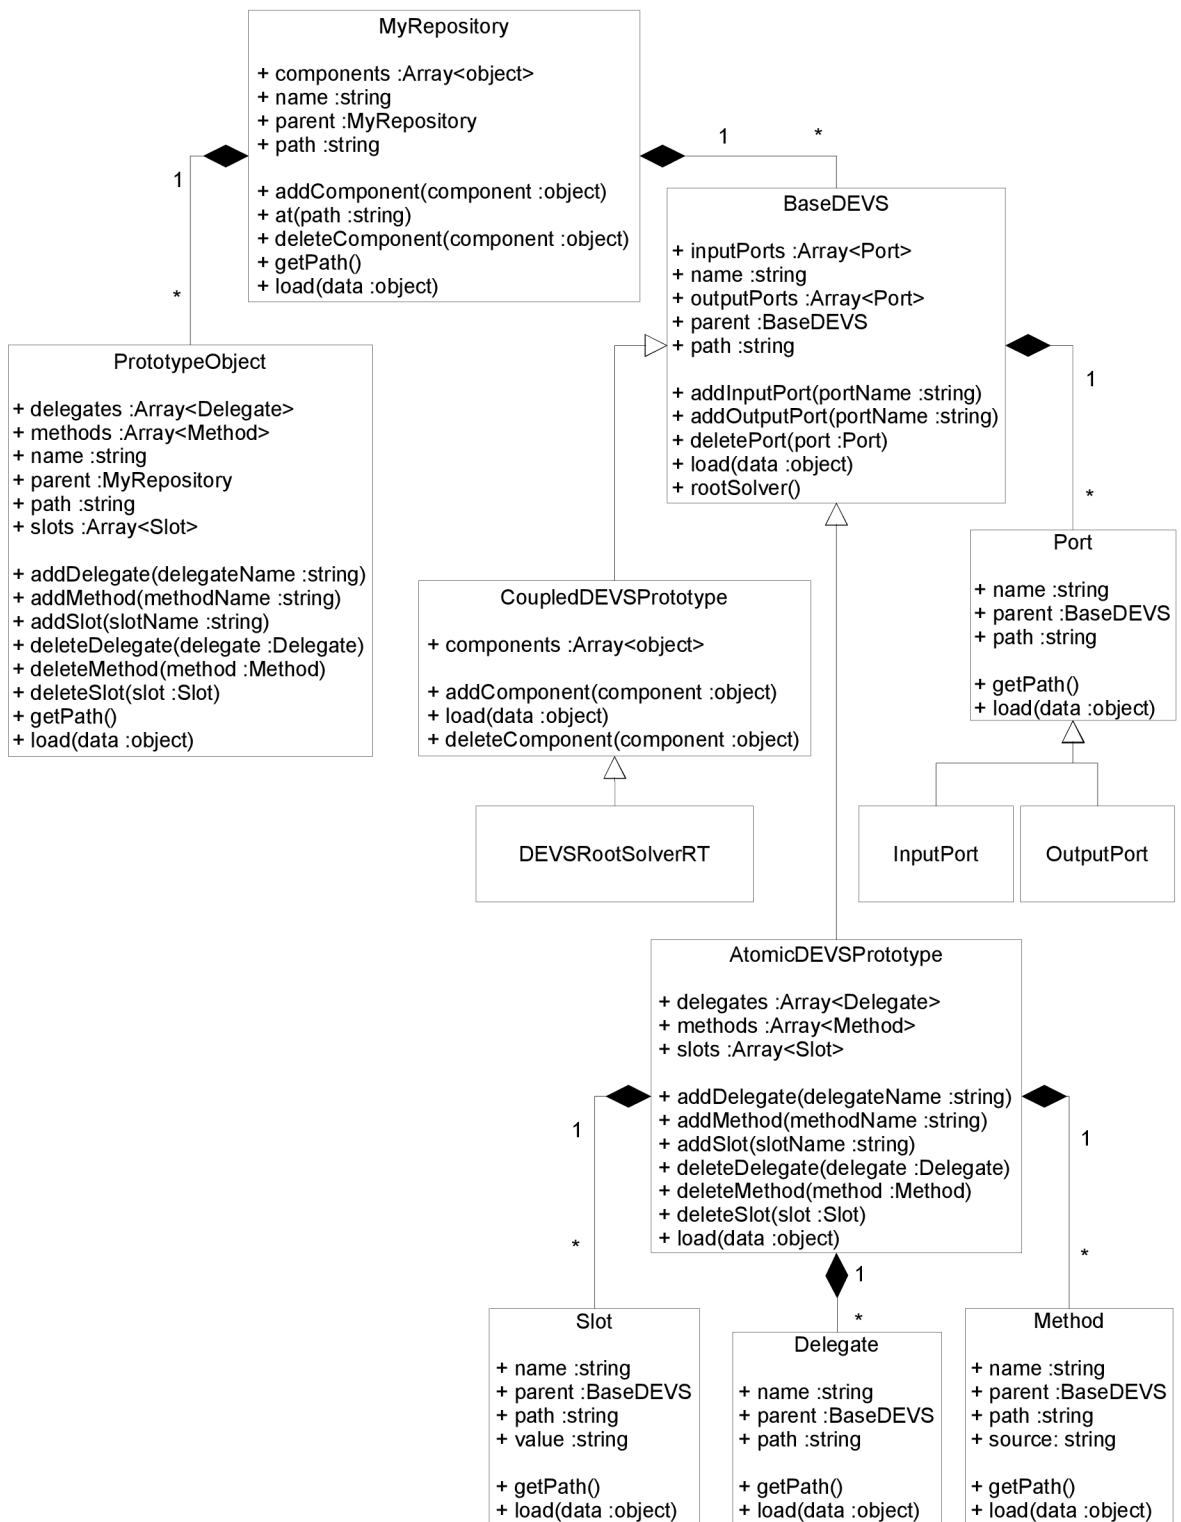 MyRepository
+ components :Array<object>
+ name :string
+ parent :MyRepository
+ path :string
+ addComponent(component :object)
+ at(path :string)
+ deleteComponent(component :object)
+ getPath()
+ load(data :object)
1
*
1
*
PrototypeObject
+ delegates :Array<Delegate>
+ methods :Array<Method>
+ name :string
+ parent :MyRepository
+ path :string
+ slots :Array<Slot>
+ addDelegate(delegateName :string)
+ addMethod(methodName :string)
+ addSlot(slotName :string)
+ deleteDelegate(delegate :Delegate)
+ deleteMethod(method :Method)
+ deleteSlot(slot :Slot)
+ getPath()
+ load(data :object)
BaseDEVS
+ inputPorts :Array<Port>
+ name :string
+ outputPorts :Array<Port>
+ parent :BaseDEVS
+ path :string
+ addInputPort(portName :string)
+ addOutputPort(portName :string)
+ deletePort(port :Port)
+ load(data :object)
+ rootSolver()
1
*
CoupledDEVSPrototype
+ components :Array<object>
+ addComponent(component :object)
+ load(data :object)
+ deleteComponent(component :object)
Port
+ name :string
+ parent :BaseDEVS
+ path :string
+ getPath()
+ load(data :object)
DEVSRootSolverRT
InputPort
OutputPort
AtomicDEVSPrototype
+ delegates :Array<Delegate>
+ methods :Array<Method>
+ slots :Array<Slot>
+ addDelegate(delegateName :string)
+ addMethod(methodName :string)
+ addSlot(slotName :string)
+ deleteDelegate(delegate :Delegate)
+ deleteMethod(method :Method)
+ deleteSlot(slot :Slot)
+ load(data :object)
1
*
1
*
1
*
Slot
+ name :string
+ parent :BaseDEVS
+ path :string
+ value :string
+ getPath()
+ load(data :object)
Delegate
+ name :string
+ parent :BaseDEVS
+ path :string
+ getPath()
+ load(data :object)
Method
+ name :string
+ parent :BaseDEVS
+ path :string
+ source: string
+ getPath()
+ load(data :object)